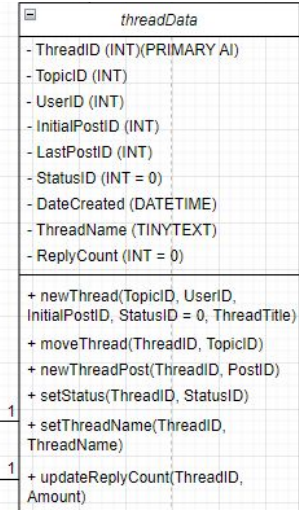 threadData
- ThreadID (INT)(PRIMARY AI)
- TopicID (INT)
- UserID (INT)
- InitialPostID (INT)
- LastPostID (INT)
- StatusID (INT = 0)
- DateCreated (DATETIME)
- ThreadName (TINYTEXT)
- ReplyCount (INT = 0)
+ newThread(TopicID, UserID,
InitialPostID, StatusID = 0, ThreadTitle)
+ moveThread(ThreadID, TopicID)
+ newThreadPost(ThreadID, PostID)
+ setStatus(ThreadID, StatusID)
1
+ setThreadName(ThreadID,
ThreadName)
1
+ updateReplyCount(ThreadID,
Amount)